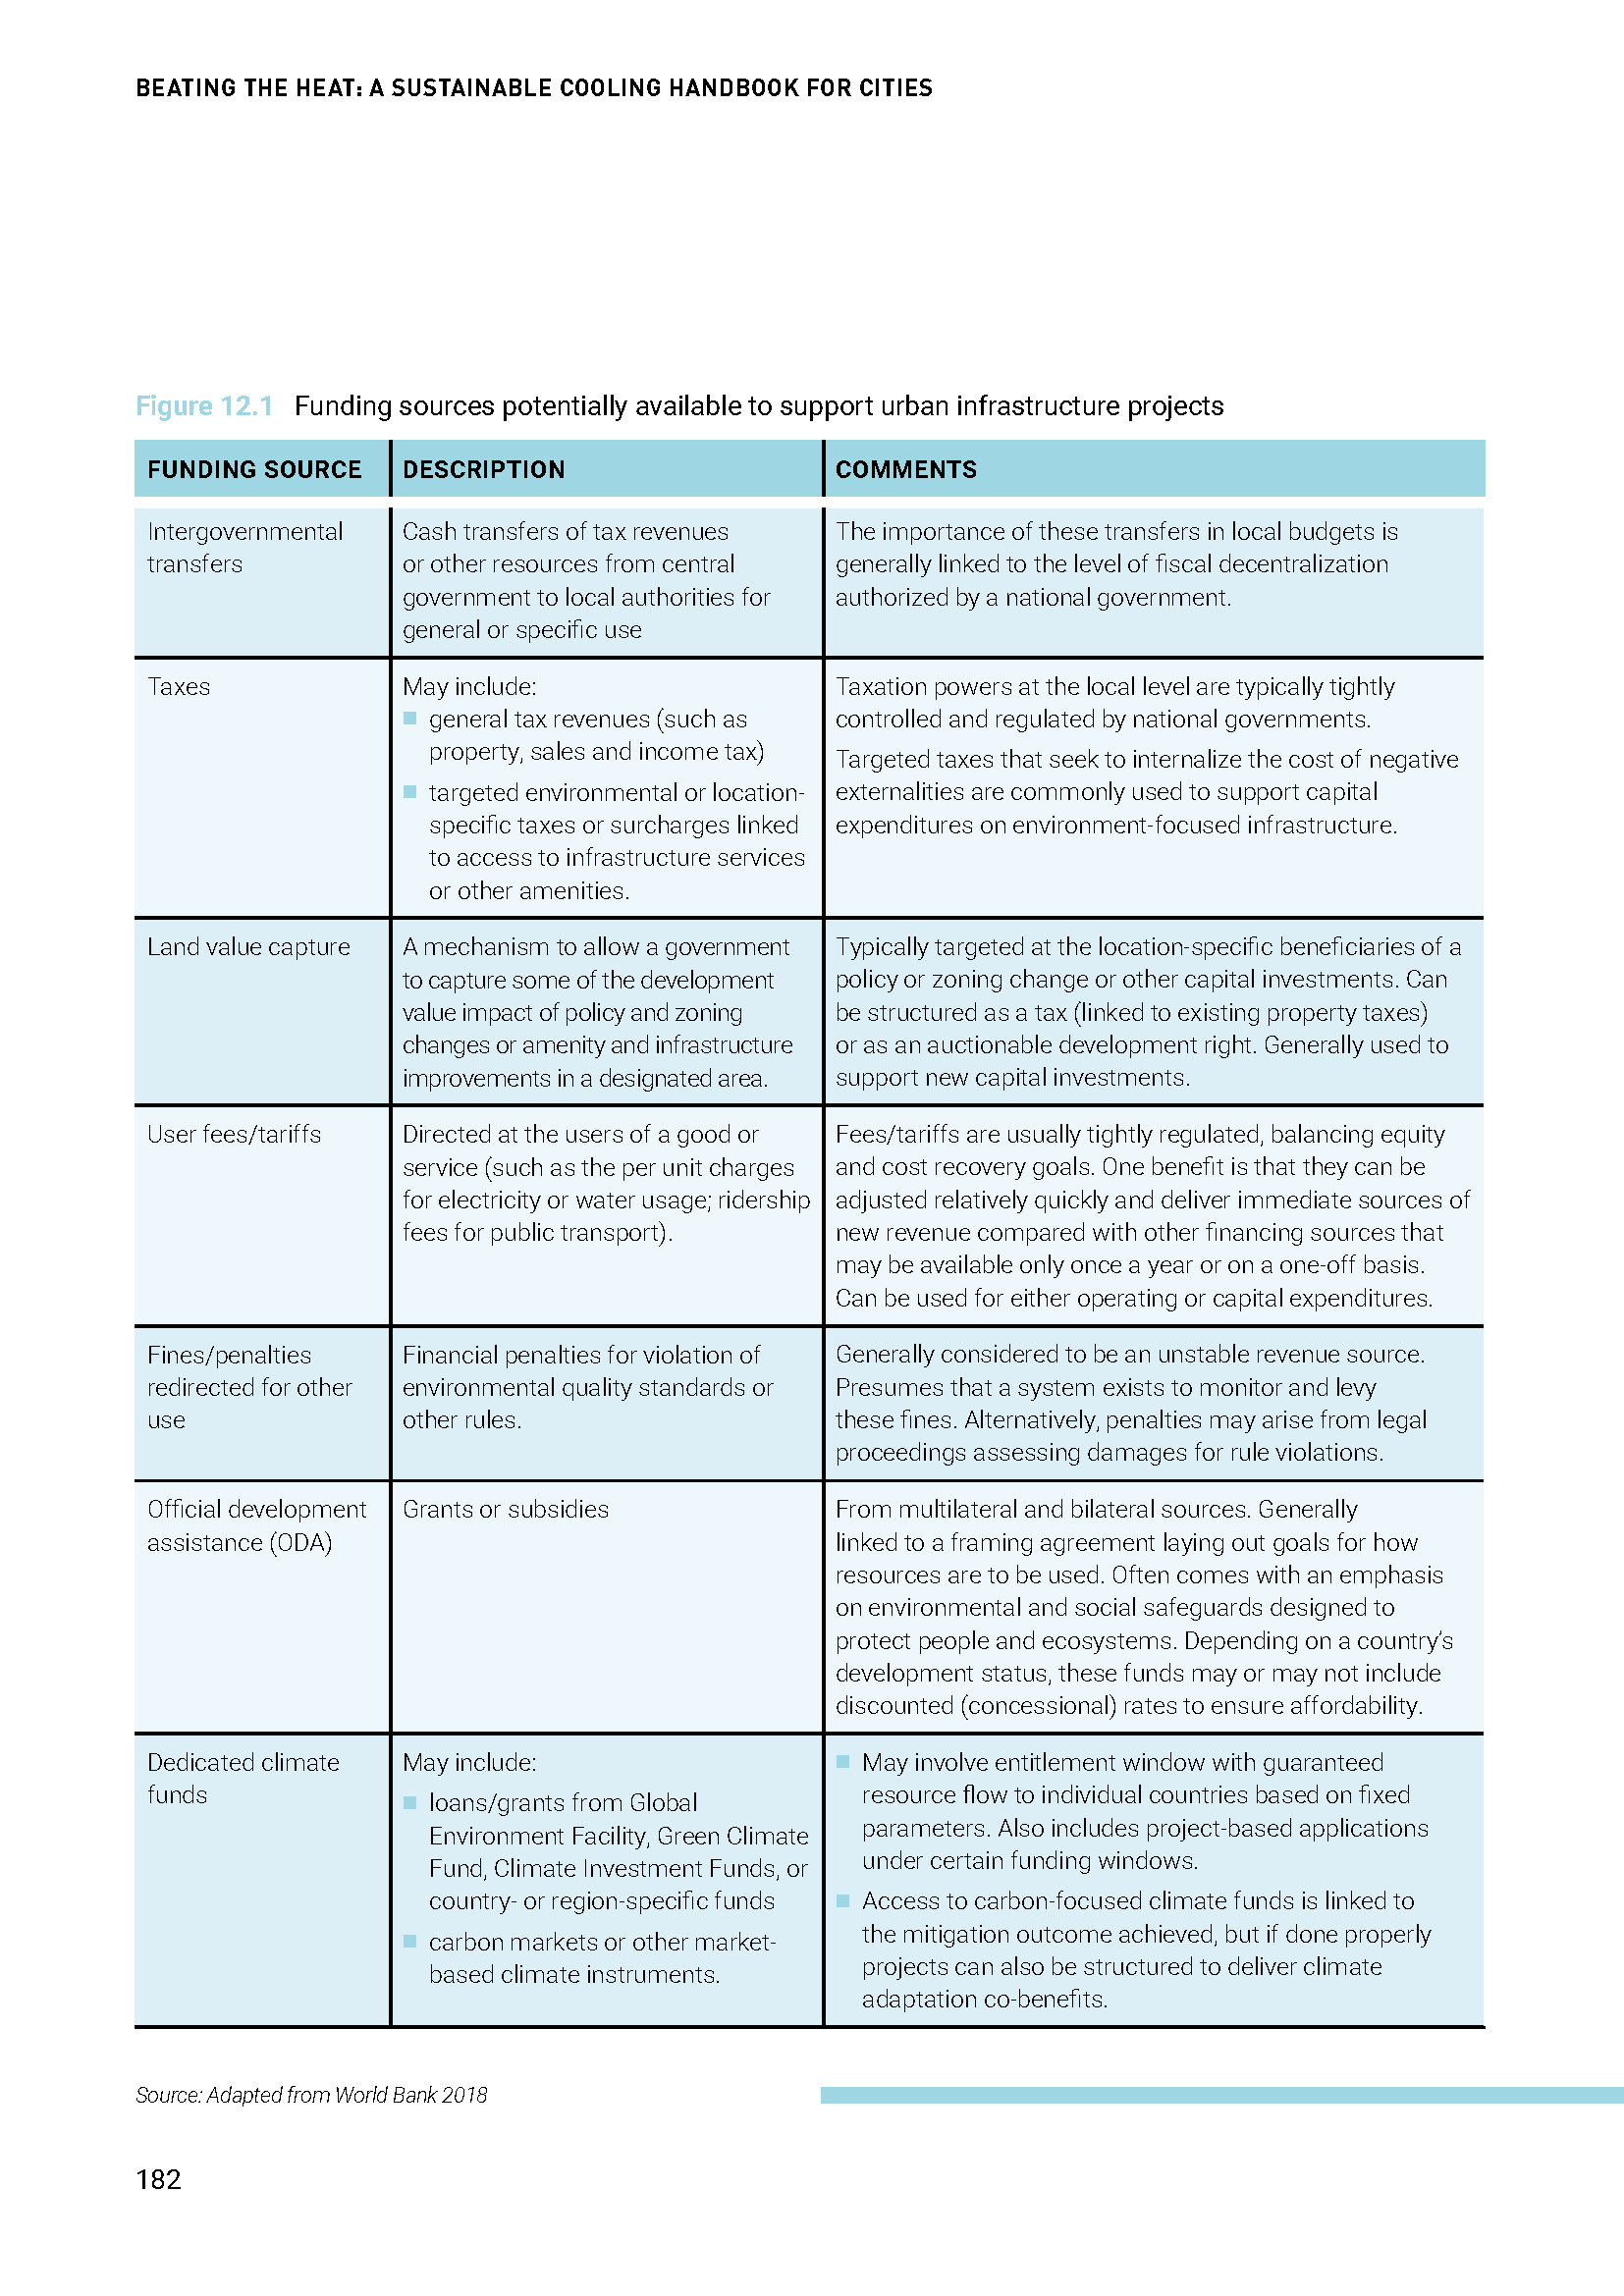 BEATING THE HEAT: A SUSTAINABLE COOLING HANDBOOK FOR CITIES
Figure 12.1 Funding sources potentially available to support urban infrastructure projects
FUNDING SOURCE
DESCRIPTION
COMMENTS
Intergovernmental
transfers
Cash transfers of tax revenues
or other resources from central
government to local authorities for
general or specific use
The importance of these transfers in local budgets is
generally linked to the level of fiscal decentralization
authorized by a national government.
Taxes
May include:
general tax revenues (such as
property, sales and income tax)
targeted environmental or location-
specific taxes or surcharges linked
to access to infrastructure services
or other amenities.
Taxation powers at the local level are typically tightly
controlled and regulated by national governments.
Targeted taxes that seek to internalize the cost of negative
externalities are commonly used to support capital
expenditures on environment-focused infrastructure.
Land value capture
A mechanism to allow a government
to capture some of the development
value impact of policy and zoning
changes or amenity and infrastructure
improvements in a designated area.
Typically targeted at the location-specific beneficiaries of a
policy or zoning change or other capital investments. Can
be structured as a tax (linked to existing property taxes)
or as an auctionable development right. Generally used to
support new capital investments.
User fees/tariffs
Directed at the users of a good or
service (such as the per unit charges
for electricity or water usage; ridership
fees for public transport).
Fees/tariffs are usually tightly regulated, balancing equity
and cost recovery goals. One benefit is that they can be
adjusted relatively quickly and deliver immediate sources of
new revenue compared with other financing sources that
may be available only once a year or on a one-off basis.
Can be used for either operating or capital expenditures.
Fines/penalties
redirected for other
use
Financial penalties for violation of
environmental quality standards or
other rules.
Generally considered to be an unstable revenue source.
Presumes that a system exists to monitor and levy
these fines. Alternatively, penalties may arise from legal
proceedings assessing damages for rule violations.
Official development
assistance (ODA)
Grants or subsidies
From multilateral and bilateral sources. Generally
linked to a framing agreement laying out goals for how
resources are to be used. Often comes with an emphasis
on environmental and social safeguards designed to
protect people and ecosystems. Depending on a country’s
development status, these funds may or may not include
discounted (concessional) rates to ensure affordability.
Dedicated climate
funds
May include:
loans/grants from Global
Environment Facility, Green Climate
Fund, Climate Investment Funds, or
country- or region-specific funds
carbon markets or other market-
based climate instruments.
May involve entitlement window with guaranteed
resource flow to individual countries based on fixed
parameters. Also includes project-based applications
under certain funding windows.
Access to carbon-focused climate funds is linked to
the mitigation outcome achieved, but if done properly
projects can also be structured to deliver climate
adaptation co-benefits.
Source: Adapted from World Bank 2018
182